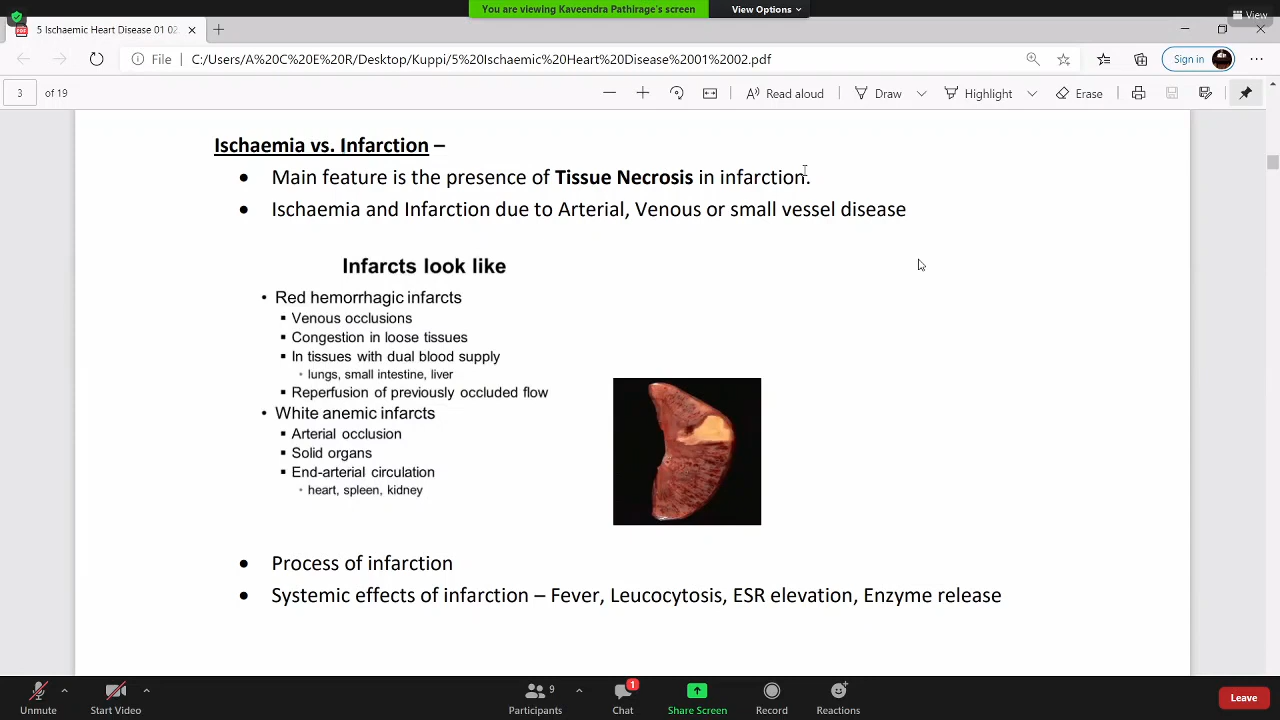 You are viewing Kaveendra Pathirage's screen
View Options
View
5 Ischaemic Heart Disease 01 02
File
C:/Users/A%20C%20E%20R/Desktop/Kuppi/5%20Ischaemic%20Heart%20Disease%2001%2002.pdf
Sign in
3 of 19
Read aloud
Draw
Highlight
Erase
Ischaemia vs. Infarction –
• Main feature is the presence of Tissue Necrosis in infarction.
• Ischaemia and Infarction due to Arterial, Venous or small vessel disease
Infarcts look like
• Red hemorrhagic infarcts
▪ Venous occlusions
▪ Congestion in loose tissues
▪ In tissues with dual blood supply
• lungs, small intestine, liver
▪ Reperfusion of previously occluded flow
• White anemic infarcts
▪ Arterial occlusion
▪ Solid organs
▪ End-arterial circulation
• heart, spleen, kidney
• Process of infarction
• Systemic effects of infarction – Fever, Leucocytosis, ESR elevation, Enzyme release
Unmute
Start Video
9
Participants
1
Chat
Share Screen
Record
Reactions
Leave